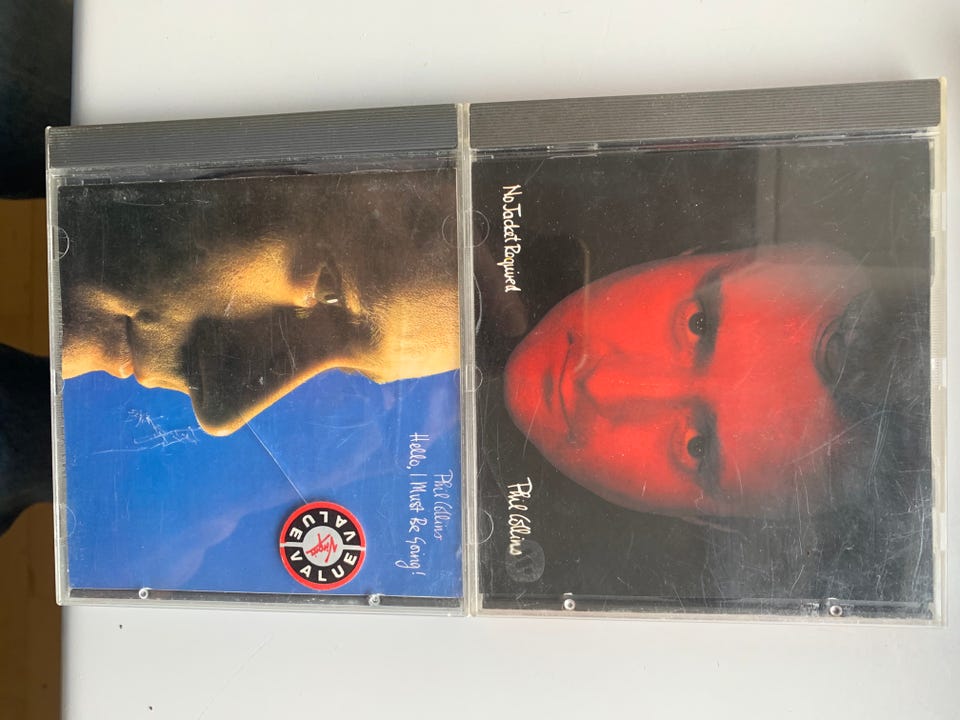 Phil Collins
Hello, I Must Be Going!
VALUE
Virgin
VALUE
No Jacket Required
Phil Collins